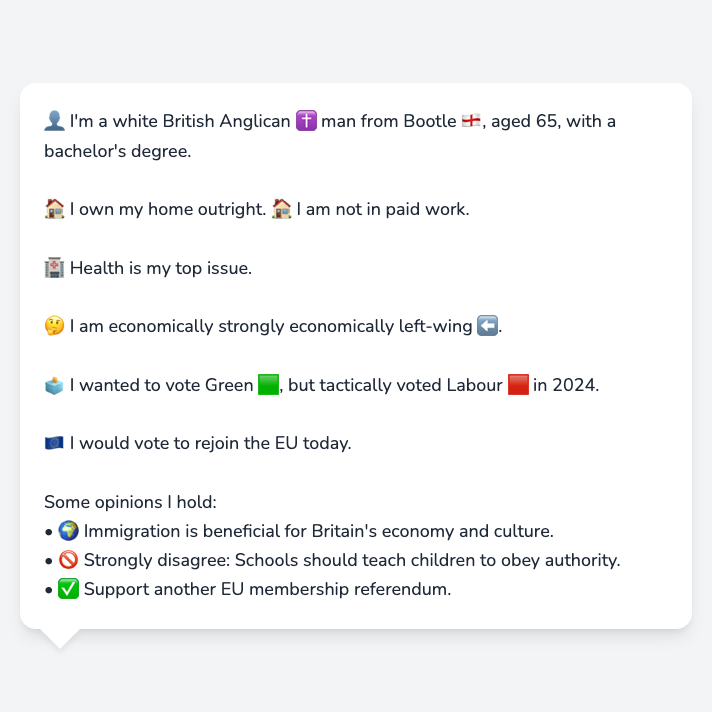 👤 I'm a white British Anglican ✝️ man from Bootle 🏴󠁧󠁢󠁥󠁮󠁧󠁿, aged 65, with a
bachelor's degree.
🏠 I own my home outright. 🏠 I am not in paid work.
🏥 Health is my top issue.
🤔 I am economically strongly economically left-wing ⬅️.
🗳️ I wanted to vote Green 🟩, but tactically voted Labour 🟥 in 2024.
🇪🇺 I would vote to rejoin the EU today.
Some opinions I hold:
• 🌍 Immigration is beneficial for Britain's economy and culture.
• 🚫 Strongly disagree: Schools should teach children to obey authority.
• ✅ Support another EU membership referendum.